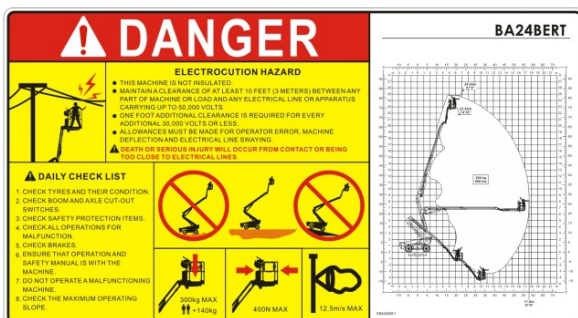 DANGER
ELECTROCUTION HAZARD
● THIS MACHINE IS NOT INSULATED.
● MAINTAIN A CLEARANCE OF AT LEAST 10 FEET (3 METERS) BETWEEN ANY
PART OF MACHINE OR LOAD AND ANY ELECTRICAL LINE OR APPARATUS
CARRYING UP TO 50,000 VOLTS.
● ONE FOOT ADDITIONAL CLEARANCE IS REQUIRED FOR EVERY
ADDITIONAL 30,000 VOLTS OR LESS.
● ALLOWANCES MUST BE MADE FOR OPERATOR ERROR, MACHINE
DEFLECTION AND ELECTRICAL LINE SWAYING.
DEATH OR SERIOUS INJURY WILL OCCUR FROM CONTACT OR BEING
TOO CLOSE TO ELECTRICAL LINES.
DAILY CHECK LIST
1. CHECK TYRES AND THEIR CONDITION.
2. CHECK BOOM AND AXLE CUT-OUT
SWITCHES.
3. CHECK SAFETY PROTECTION ITEMS.
4. CHECK ALL OPERATIONS FOR
MALFUNCTION.
5. CHECK BRAKES.
6. ENSURE THAT OPERATION AND
SAFETY MANUAL IS WITH THE
MACHINE.
7. DO NOT OPERATE A MALFUNCTIONING
MACHINE.
8. CHECK THE MAXIMUM OPERATING
SLOPE.
300kg MAX
+140kg
400N MAX
12.5m/s MAX
BA24BERT